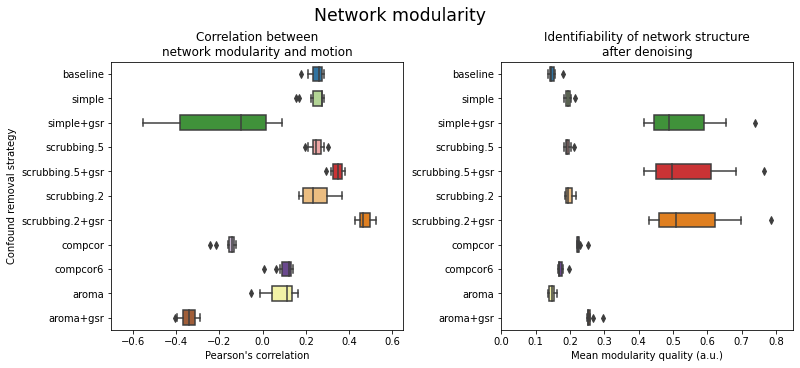 Network modularity
Correlation between
network modularity and motion
Confound removal strategy
baseline
simple
simple+gsr
scrubbing.5
scrubbing.5+gsr
scrubbing.2
scrubbing.2+gsr
compcor
compcor6
aroma
aroma+gsr
−0.6 −0.4 −0.2 0.0 0.2 0.4 0.6
Pearson's correlation
Identifiability of network structure
after denoising
baseline
simple
simple+gsr
scrubbing.5
scrubbing.5+gsr
scrubbing.2
scrubbing.2+gsr
compcor
compcor6
aroma
aroma+gsr
0.0 0.1 0.2 0.3 0.4 0.5 0.6 0.7 0.8
Mean modularity quality (a.u.)